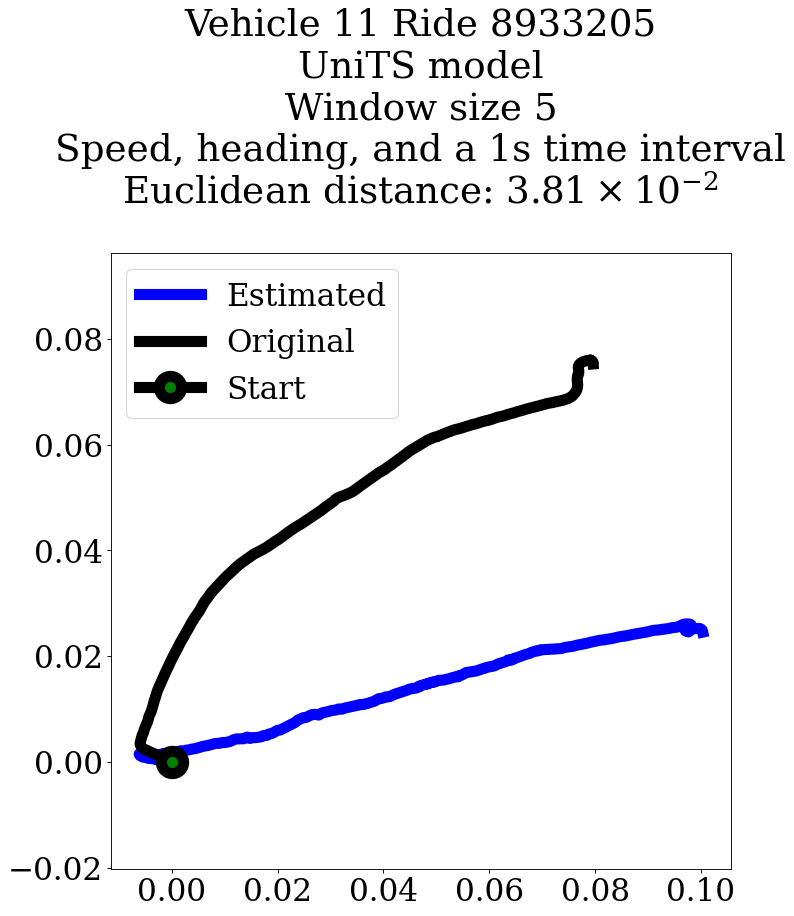 Vehicle 11 Ride 8933205
UniTS model
Window size 5
Speed, heading, and a 1s time interval
Euclidean distance: 3.81 × 10⁻²
Estimated
Original
Start
0.08
0.06
0.04
0.02
0.00
−0.02
0.00 0.02 0.04 0.06 0.08 0.10